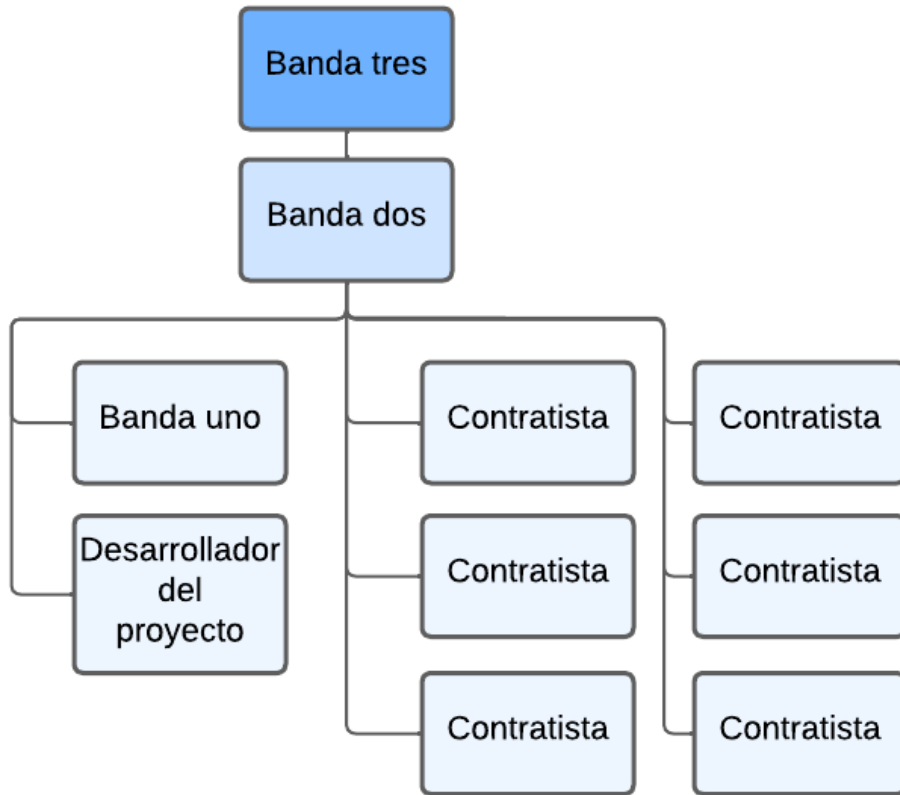 Banda tres
Banda dos
Banda uno
Contratista
Contratista
Desarrollador
del
proyecto
Contratista
Contratista
Contratista
Contratista